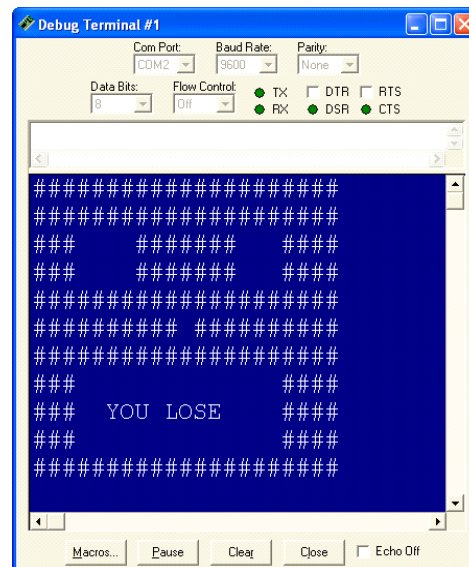 Debug Terminal #1
Com Port: Baud Rate: Parity:
COM2 9600 None
Data Bits: Flow Control: TX DTR RTS
8 Off RX DSR CTS
#####################
#####################
###    #######   ####
###    #######   ####
#####################
########## ##########
#####################
###              ####
###  YOU LOSE    ####
###              ####
#####################
Macros... Pause Clear Close Echo Off